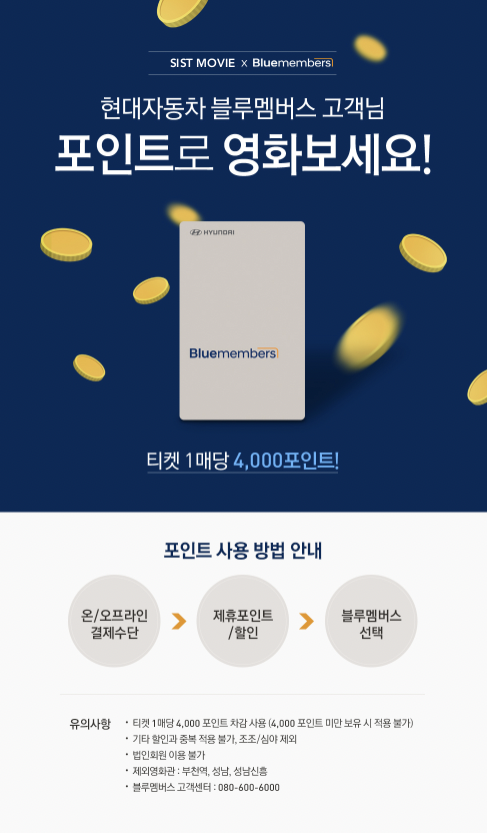 SIST MOVIE x Bluemembers
현대자동차 블루멤버스 고객님
포인트로 영화보세요!
HYUNDAI
Bluemembers
티켓 1매당 4,000포인트!
포인트 사용 방법 안내
온/오프라인
결제수단
제휴포인트
/할인
블루멤버스
선택
유의사항
· 티켓 1매당 4,000 포인트 차감 사용 (4,000 포인트 미만 보유 시 적용 불가)
· 기타 할인과 중복 적용 불가, 조조/심야 제외
· 법인회원 이용 불가
· 제외영화관 : 부천역, 성남, 성남신흥
· 블루멤버스 고객센터 : 080-600-6000